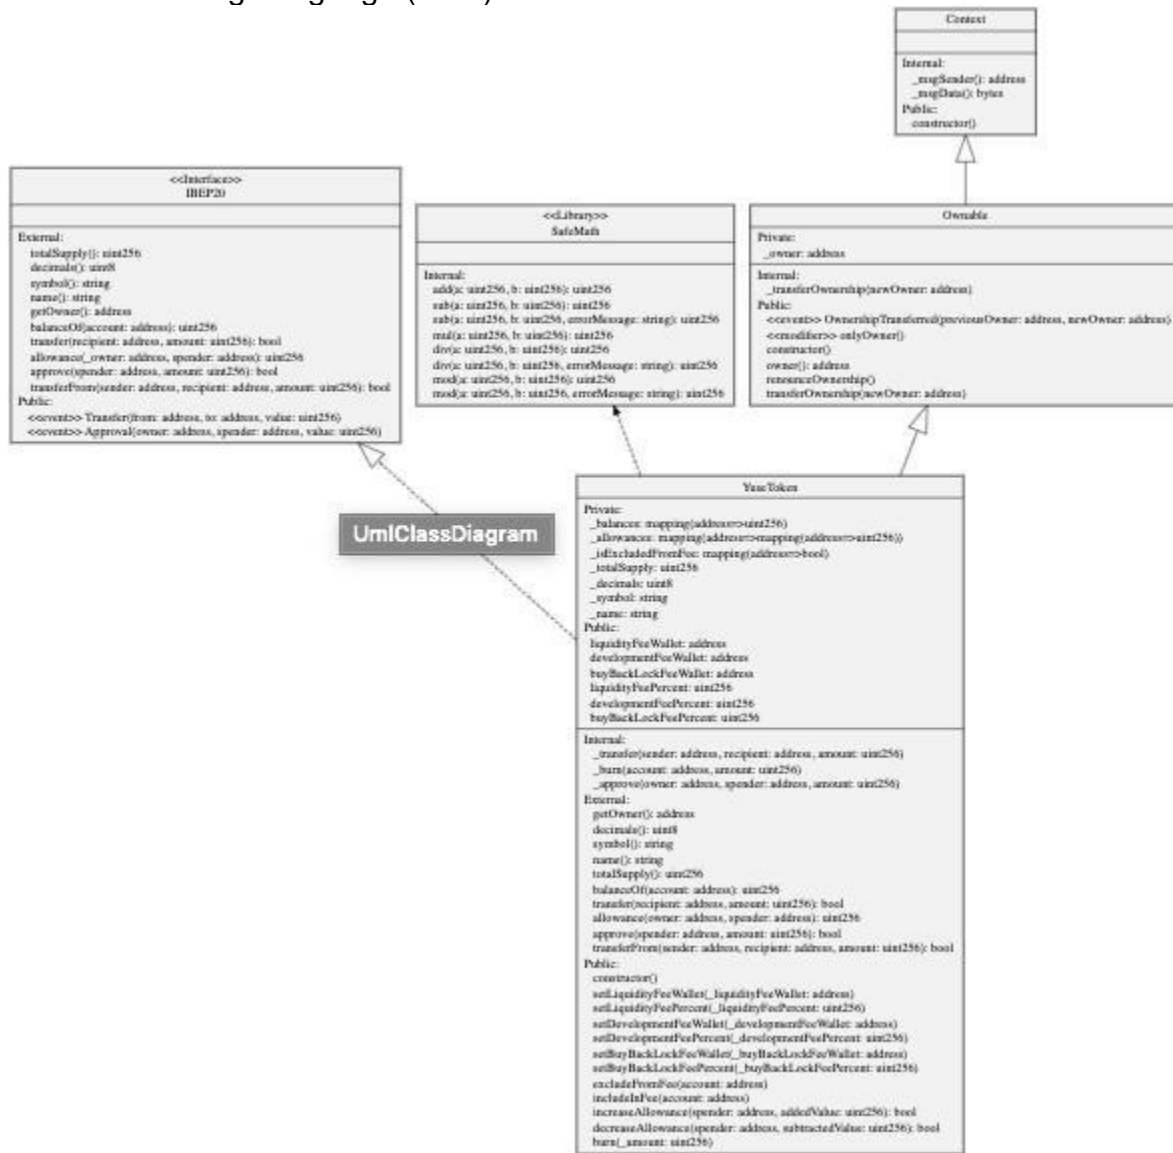 Context
Internal:
_msgSender(): address
_msgData(): bytes
Public:
constructor()
<<Interface>>
IBEP20
External:
totalSupply(): uint256
decimals(): uint8
symbol(): string
name(): string
getOwner(): address
balanceOf(account: address): uint256
transfer(recipient: address, amount: uint256): bool
allowance(_owner: address, spender: address): uint256
approve(spender: address, amount: uint256): bool
transferFrom(sender: address, recipient: address, amount: uint256): bool
Public:
<<event>> Transfer(from: address, to: address, value: uint256)
<<event>> Approval(owner: address, spender: address, value: uint256)
<<Library>>
SafeMath
Internal:
add(a: uint256, b: uint256): uint256
sub(a: uint256, b: uint256): uint256
sub(a: uint256, b: uint256, errorMessage: string): uint256
mul(a: uint256, b: uint256): uint256
div(a: uint256, b: uint256): uint256
div(a: uint256, b: uint256, errorMessage: string): uint256
mod(a: uint256, b: uint256): uint256
mod(a: uint256, b: uint256, errorMessage: string): uint256
Ownable
Private:
_owner: address
Internal:
_transferOwnership(newOwner: address)
Public:
<<event>> OwnershipTransferred(previousOwner: address, newOwner: address)
<<modifier>> onlyOwner()
constructor()
owner(): address
renounceOwnership()
transferOwnership(newOwner: address)
UmlClassDiagram
Private:
_balances: mapping(address=>uint256)
_allowances: mapping(address=>mapping(address=>uint256))
_isExcludedFromFee: mapping(address=>bool)
_totalSupply: uint256
_decimals: uint8
_symbol: string
_name: string
Public:
liquidityFeeWallet: address
developmentFeeWallet: address
buyBackLockFeeWallet: address
liquidityFeePercent: uint256
developmentFeePercent: uint256
buyBackLockFeePercent: uint256
Internal:
_transfer(sender: address, recipient: address, amount: uint256)
_burn(account: address, amount: uint256)
_approve(owner: address, spender: address, amount: uint256)
External:
getOwner(): address
decimals(): uint8
symbol(): string
name(): string
totalSupply(): uint256
balanceOf(account: address): uint256
transfer(recipient: address, amount: uint256): bool
allowance(owner: address, spender: address): uint256
approve(spender: address, amount: uint256): bool
transferFrom(sender: address, recipient: address, amount: uint256): bool
Public:
constructor()
setLiquidityFeeWallet(_liquidityFeeWallet: address)
setLiquidityFeePercent(_liquidityFeePercent: uint256)
setDevelopmentFeeWallet(_developmentFeeWallet: address)
setDevelopmentFeePercent(_developmentFeePercent: uint256)
setBuyBackLockFeeWallet(_buyBackLockFeeWallet: address)
setBuyBackLockFeePercent(_buyBackLockFeePercent: uint256)
excludeFromFee(account: address)
includeInFee(account: address)
increaseAllowance(spender: address, addedValue: uint256): bool
decreaseAllowance(spender: address, subtractedValue: uint256): bool
burn(_amount: uint256)